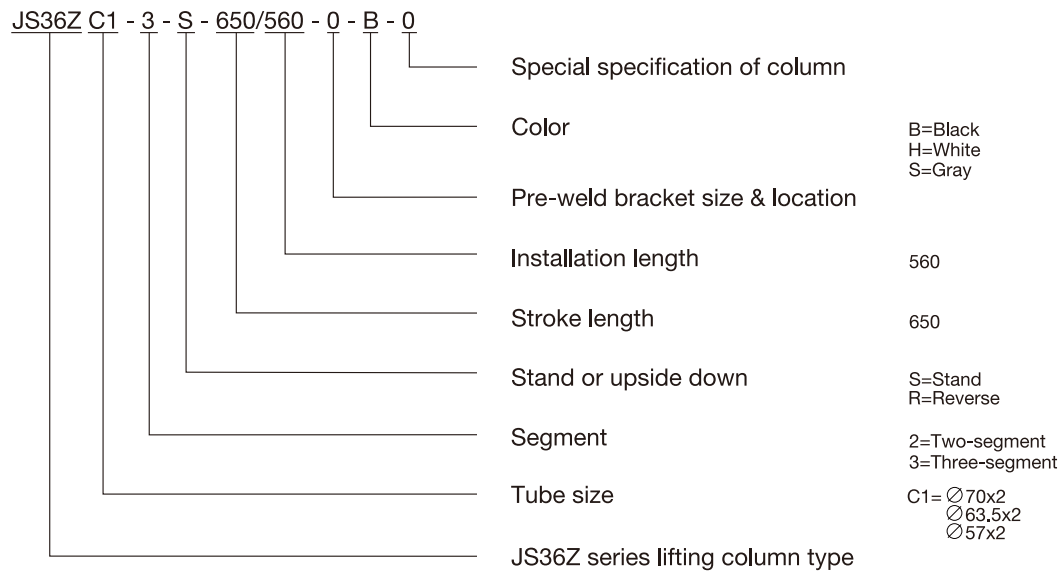 JS36Z C1 - 3 - S - 650/560 - 0 - B - 0
Special specification of column
Color
B=Black
H=White
S=Gray
Pre-weld bracket size & location
Installation length
560
Stroke length
650
Stand or upside down
S=Stand
R=Reverse
Segment
2=Two-segment
3=Three-segment
Tube size
C1= ∅70x2
∅63.5x2
∅57x2
JS36Z series lifting column type